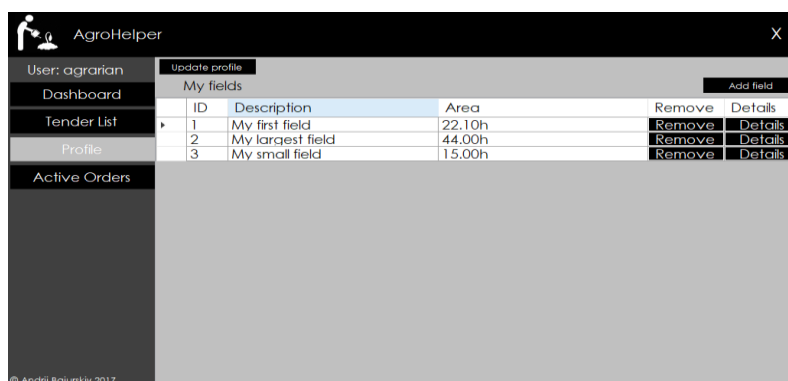 AgroHelper X
User: agrarian
Update profile
Dashboard
My fields
Add field
ID Description Area Remove Details
Tender List
1 My first field 22.10h Remove Details
2 My largest field 44.00h Remove Details
3 My small field 15.00h Remove Details
Profile
Active Orders
© Andrii 2017